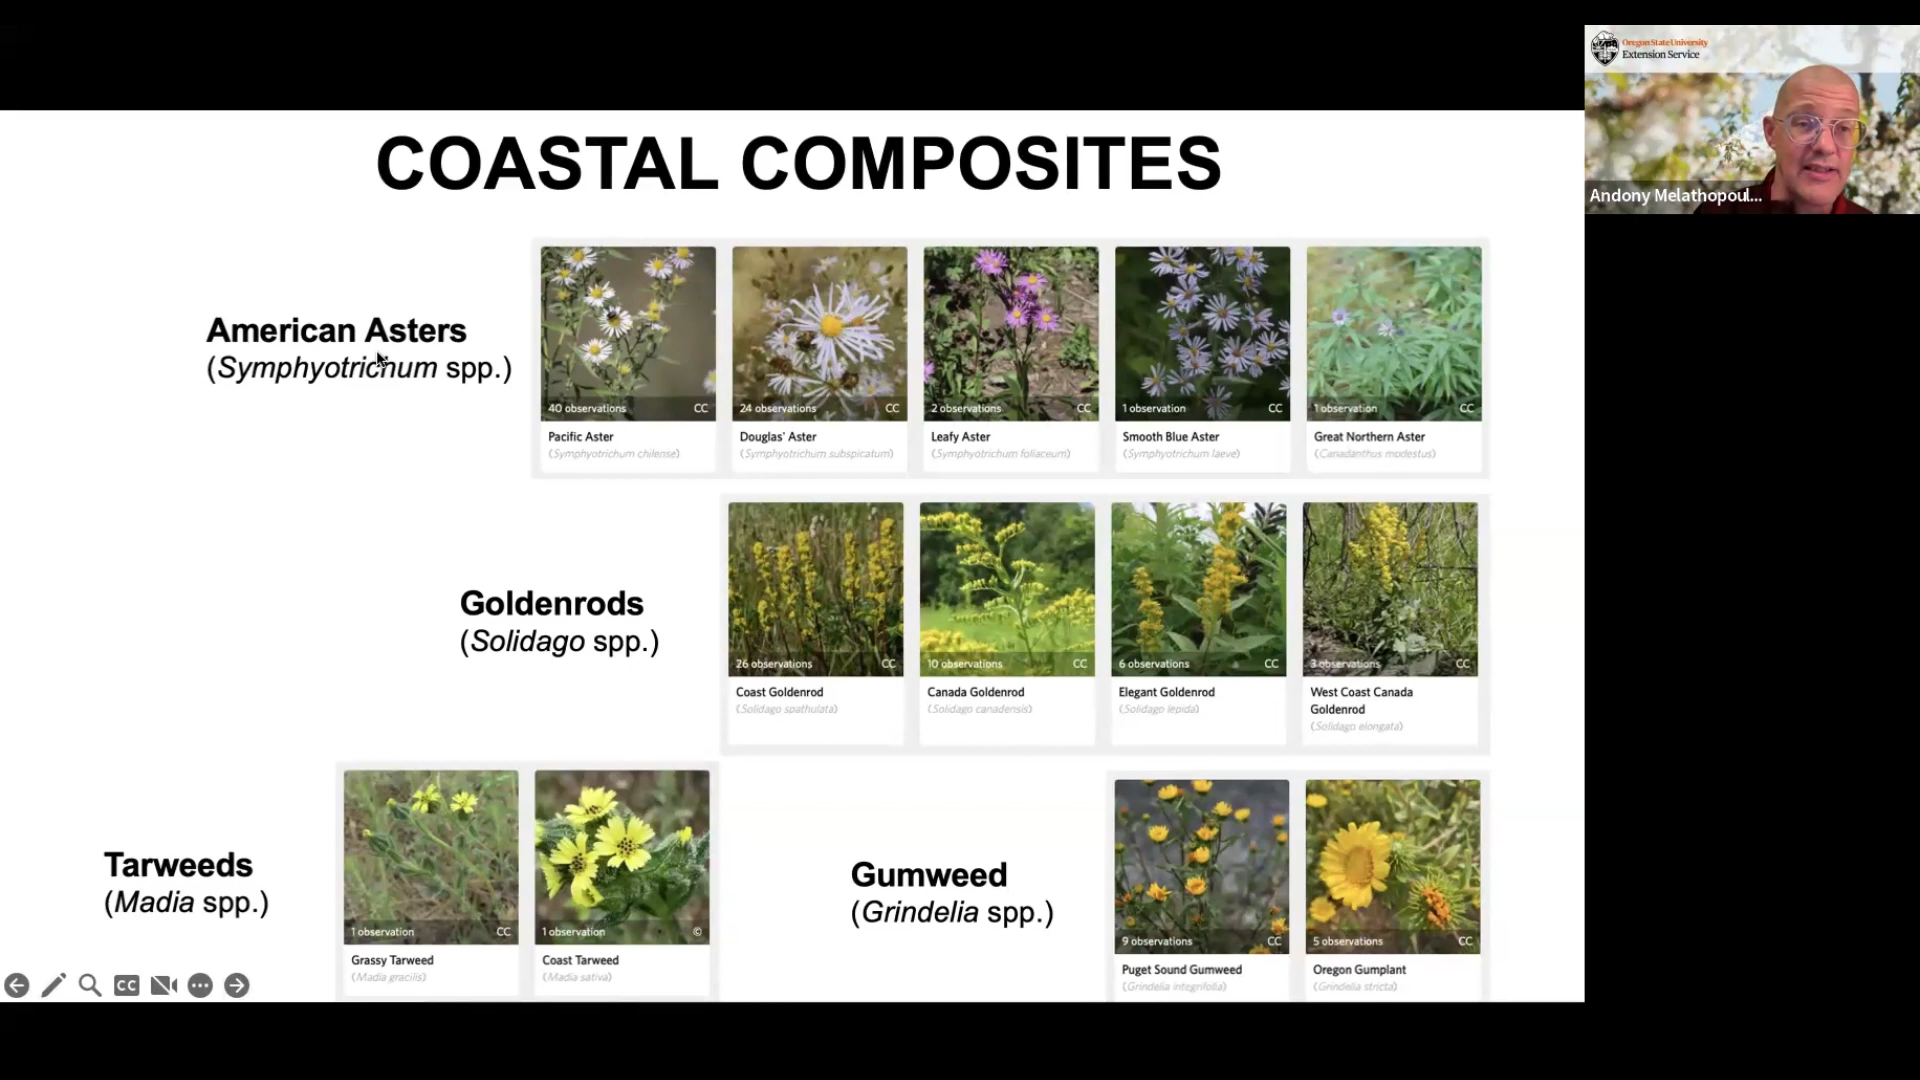 Oregon State University
Extension Service
Andony Melathopoul...
COASTAL COMPOSITES
American Asters
(Symphyotrichum spp.)
40 observations CC
24 observations CC
2 observations CC
1 observation CC
1 observation CC
Pacific Aster
(Symphyotrichum chilense)
Douglas' Aster
(Symphyotrichum subspicatum)
Leafy Aster
(Symphyotrichum foliaceum)
Smooth Blue Aster
(Symphyotrichum laeve)
Great Northern Aster
(Canadanthus modestus)
Goldenrods
(Solidago spp.)
26 observations CC
10 observations CC
6 observations CC
3 observations CC
Coast Goldenrod
(Solidago spathulata)
Canada Goldenrod
(Solidago canadensis)
Elegant Goldenrod
(Solidago lepida)
West Coast Canada
Goldenrod
(Solidago elongata)
Tarweeds
(Madia spp.)
1 observation CC
1 observation ©
Grassy Tarweed
(Madia gracilis)
Coast Tarweed
(Madia sativa)
Gumweed
(Grindelia spp.)
9 observations CC
5 observations CC
Puget Sound Gumweed
(Grindelia integrifolia)
Oregon Gumplant
(Grindelia stricta)
CC